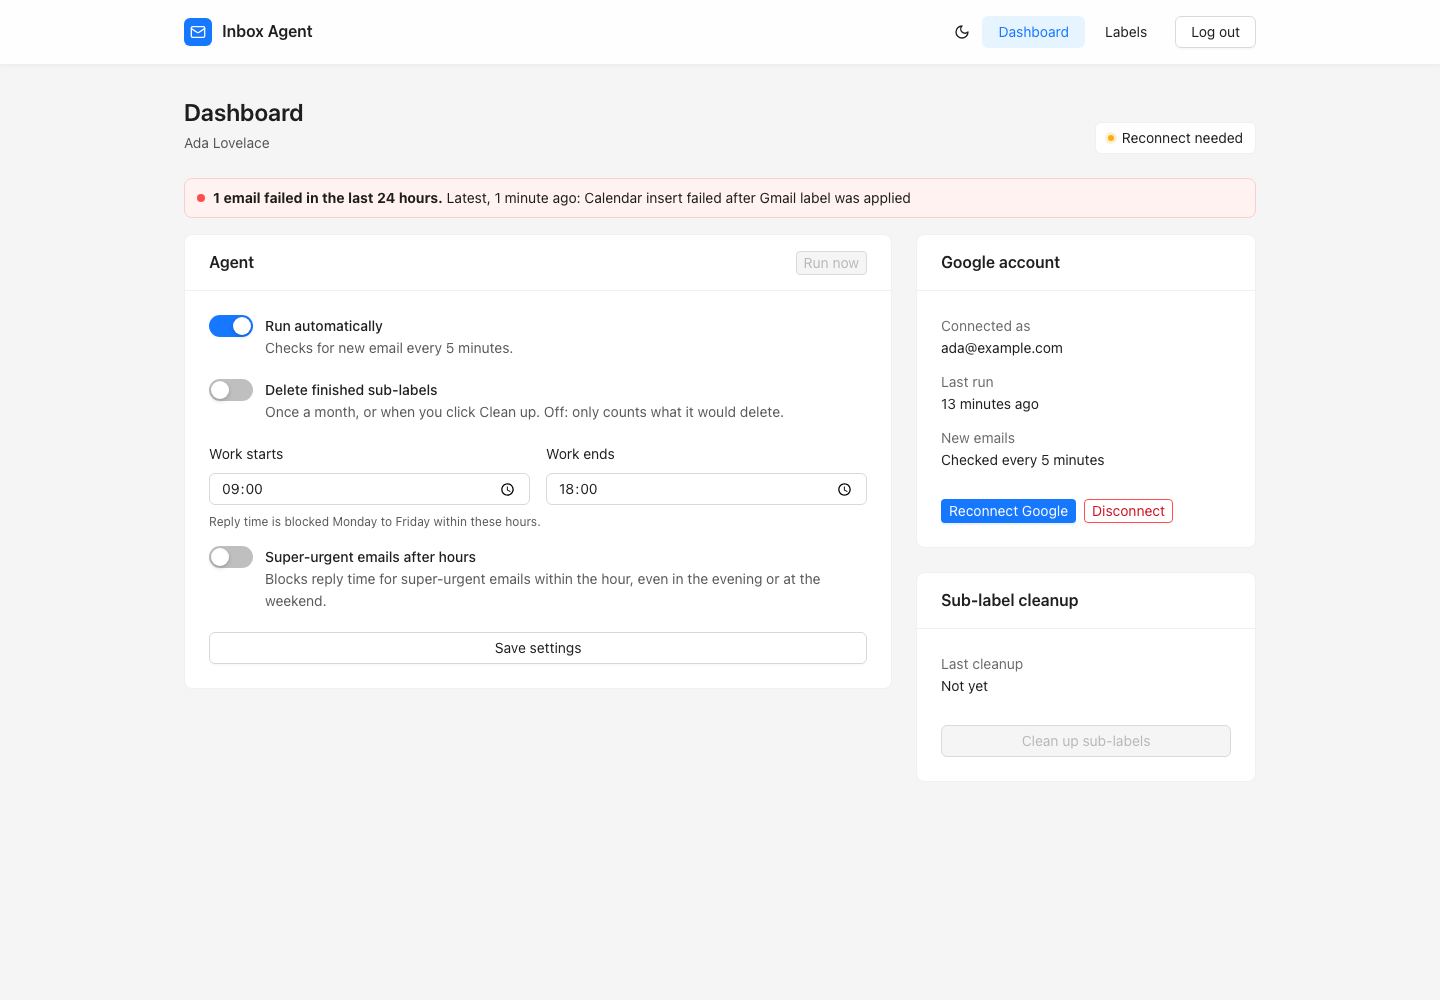 Inbox Agent
Dashboard
Labels
Log out
Dashboard
Ada Lovelace
Reconnect needed
1 email failed in the last 24 hours. Latest, 1 minute ago: Calendar insert failed after Gmail label was applied
Agent
Run now
Run automatically
Checks for new email every 5 minutes.
Delete finished sub-labels
Once a month, or when you click Clean up. Off: only counts what it would delete.
Work starts
Work ends
09:00
18:00
Reply time is blocked Monday to Friday within these hours.
Super-urgent emails after hours
Blocks reply time for super-urgent emails within the hour, even in the evening or at the
weekend.
Save settings
Google account
Connected as
ada@example.com
Last run
13 minutes ago
New emails
Checked every 5 minutes
Reconnect Google
Disconnect
Sub-label cleanup
Last cleanup
Not yet
Clean up sub-labels